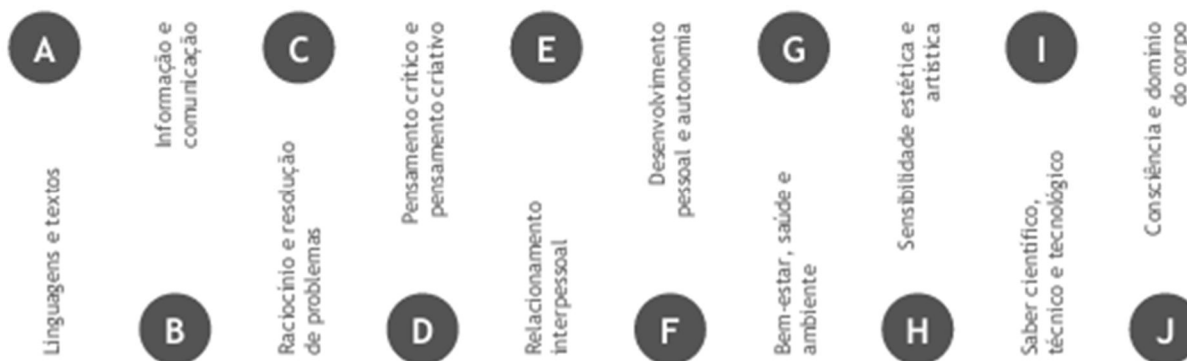 A
Linguagens e textos
B
Informação e
comunicação
C
Raciocínio e resolução
de problemas
D
Pensamento crítico e
pensamento criativo
E
Relacionamento
interpessoal
F
Desenvolvimento
pessoal e autonomia
G
Bem-estar, saúde e
ambiente
H
Sensibilidade estética e
artística
I
Saber científico,
técnico e tecnológico
J
Consciência e domínio
do corpo